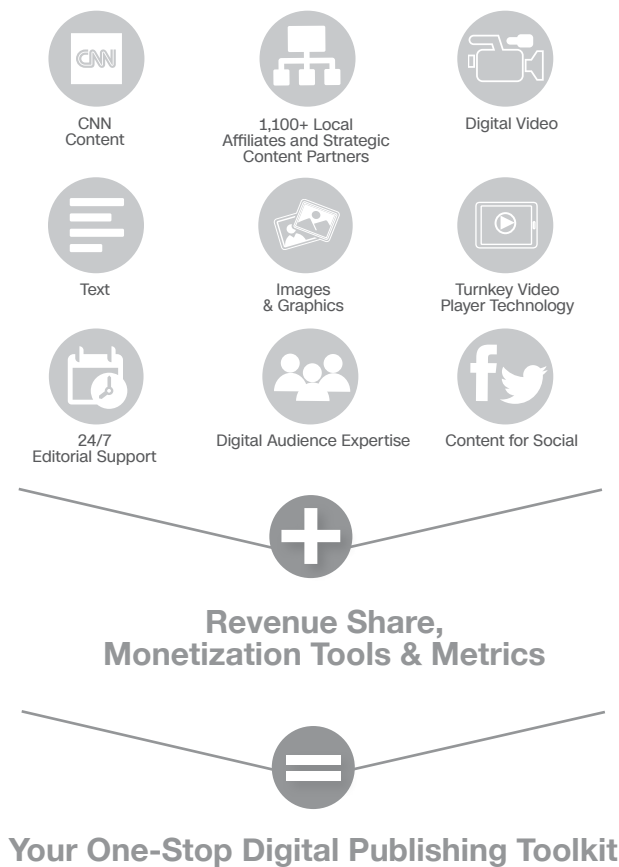 CNN
CNN
Content
1,100+ Local
Affiliates and Strategic
Content Partners
Digital Video
Text
Images
& Graphics
Turnkey Video
Player Technology
24/7
Editorial Support
Digital Audience Expertise
f
Content for Social
+
Revenue Share,
Monetization Tools & Metrics
=
Your One-Stop Digital Publishing Toolkit